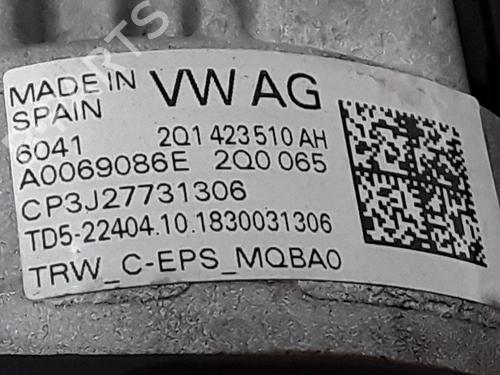 MADE IN SPAIN VW AG
6041 2Q1 423 510 AH
A0069086E 2Q0 065
CP3J27731306
TD5-22404.10.1830031306
TRW_C-EPS_MQBA0